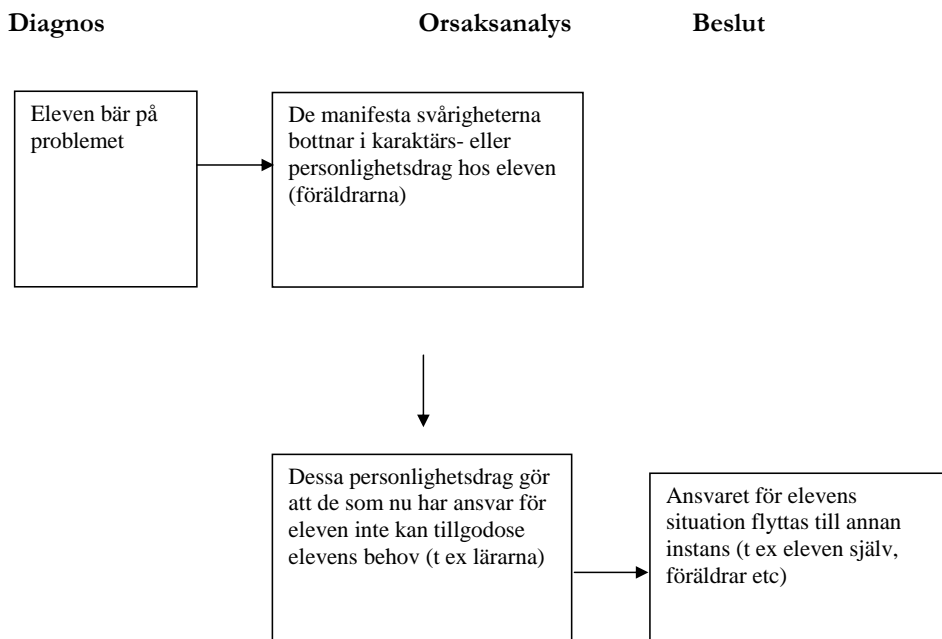 Diagnos Orsaksanalys Beslut
Eleven bär på
problemet
De manifesta svårigheterna
bottnar i karaktärs- eller
personlighetsdrag hos eleven
(föräldrarna)
Dessa personlighetsdrag gör
att de som nu har ansvar för
eleven inte kan tillgodose
elevens behov (t ex lärarna)
Ansvaret för elevens
situation flyttas till annan
instans (t ex eleven själv,
föräldrar etc)